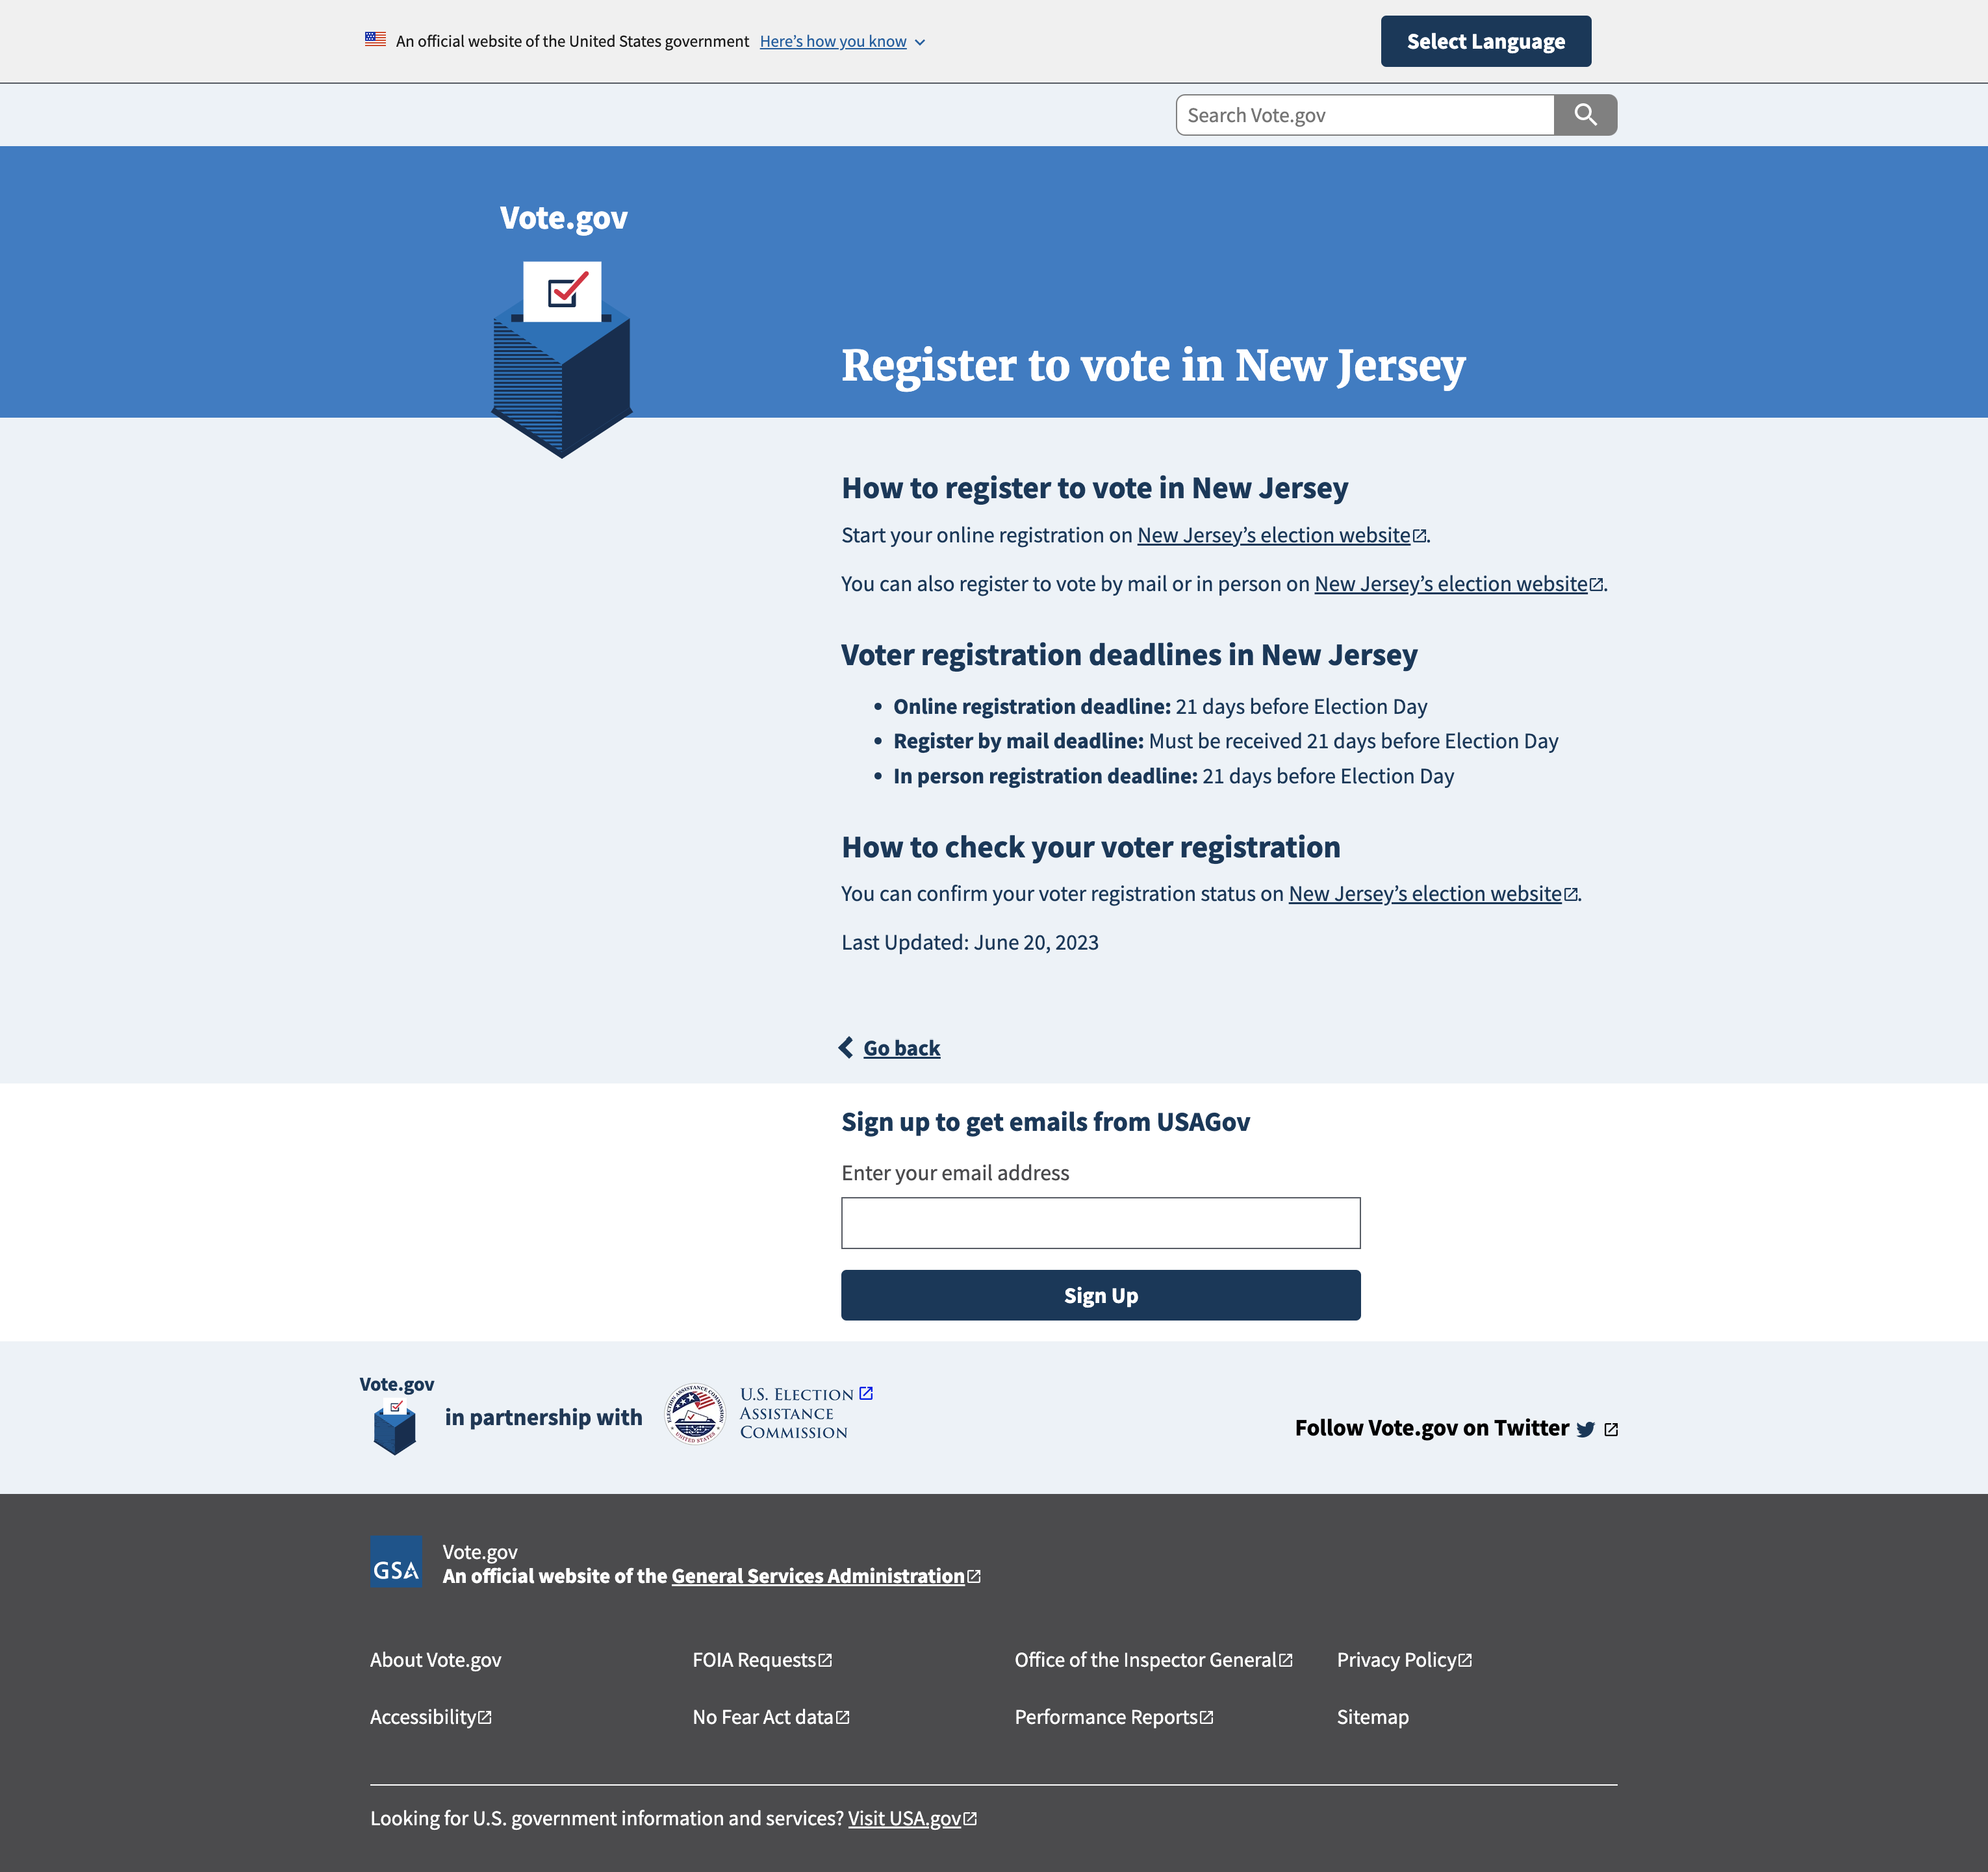 An official website of the United States government Here's how you know
Select Language
Search Vote.gov
Vote.gov
Register to vote in New Jersey
How to register to vote in New Jersey
Start your online registration on New Jersey's election website.
You can also register to vote by mail or in person on New Jersey's election website.
Voter registration deadlines in New Jersey
• Online registration deadline: 21 days before Election Day
• Register by mail deadline: Must be received 21 days before Election Day
• In person registration deadline: 21 days before Election Day
How to check your voter registration
You can confirm your voter registration status on New Jersey's election website.
Last Updated: June 20, 2023
Go back
Sign up to get emails from USAGov
Enter your email address
Sign Up
Vote.gov
in partnership with
ELECTION ASSISTANCE COMMISSION
UNITED STATES
U.S. ELECTION
ASSISTANCE
COMMISSION
Follow Vote.gov on Twitter
GSA
Vote.gov
An official website of the General Services Administration
About Vote.gov
FOIA Requests
Office of the Inspector General
Privacy Policy
Accessibility
No Fear Act data
Performance Reports
Sitemap
Looking for U.S. government information and services? Visit USA.gov